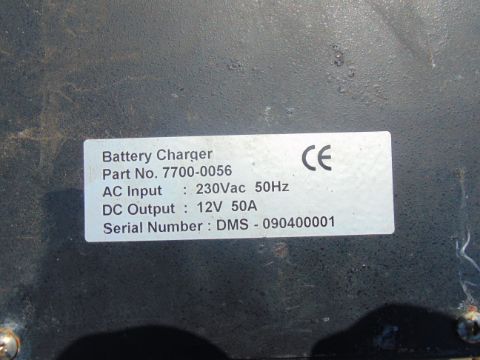 Battery Charger
Part No. 7700-0056
AC Input : 230Vac 50Hz
DC Output : 12V 50A
Serial Number : DMS - 090400001
CE